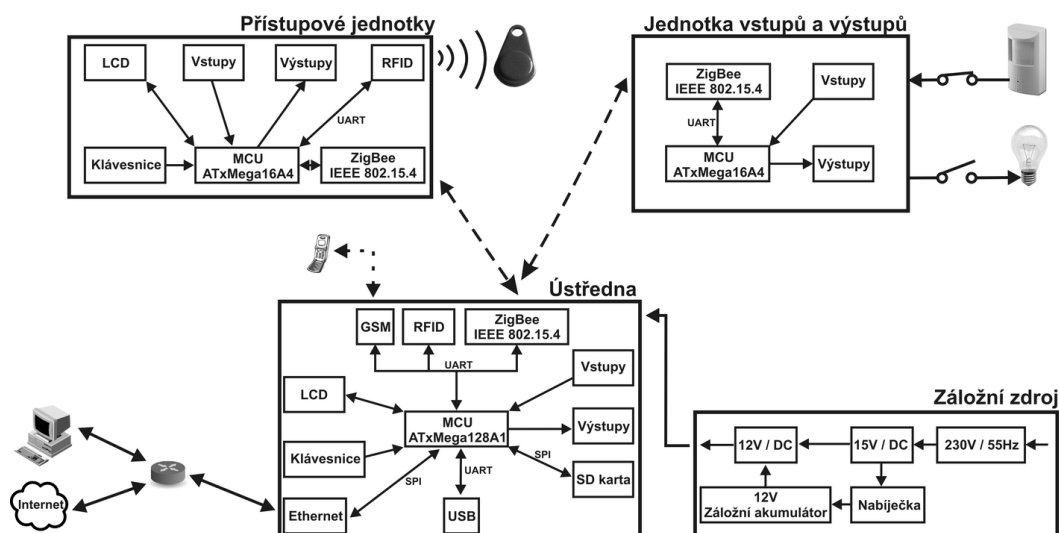 Přístupové jednotky
LCD
Vstupy
Výstupy
RFID
UART
Klávesnice
MCU
ATxMega16A4
ZigBee
IEEE 802.15.4
Jednotka vstupů a výstupů
ZigBee
IEEE 802.15.4
Vstupy
UART
MCU
ATxMega16A4
Výstupy
Ústředna
GSM
RFID
ZigBee
IEEE 802.15.4
UART
Vstupy
LCD
MCU
ATxMega128A1
Výstupy
Klávesnice
SPI
UART
SPI
SD karta
Ethernet
USB
Internet
Záložní zdroj
12V / DC
15V / DC
230V / 55Hz
12V
Záložní akumulátor
Nabíječka